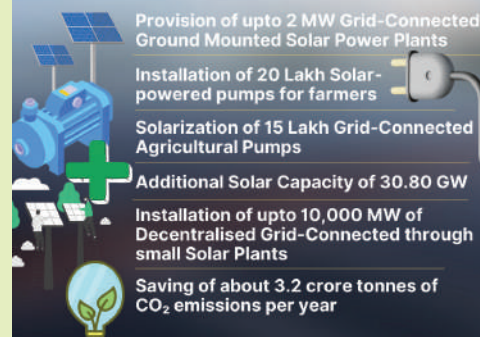 Provision of upto 2 MW Grid-Connected
Ground Mounted Solar Power Plants
Installation of 20 Lakh Solar-
powered pumps for farmers
Solarization of 15 Lakh Grid-Connected
Agricultural Pumps
Additional Solar Capacity of 30.80 GW
Installation of upto 10,000 MW of
Decentralised Grid-Connected through
small Solar Plants
Saving of about 3.2 crore tonnes of
CO₂ emissions per year